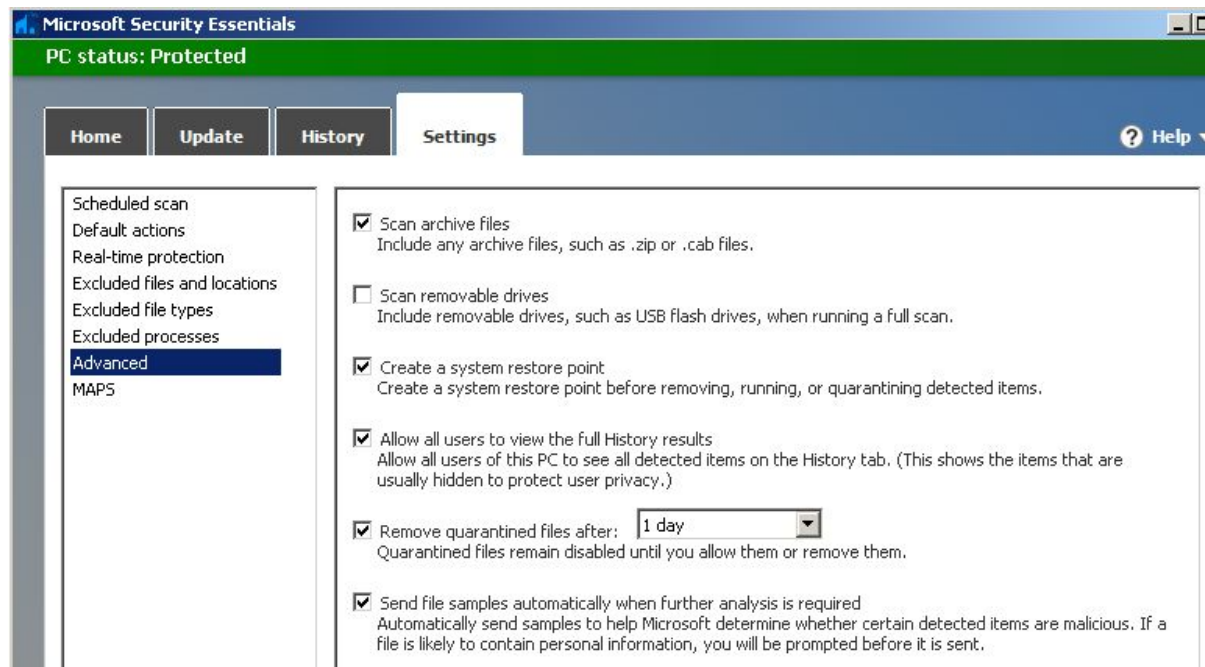 Microsoft Security Essentials
PC status: Protected
Home
Update
History
Settings
Help
Scheduled scan
Default actions
Real-time protection
Excluded files and locations
Excluded file types
Excluded processes
Advanced
MAPS
Scan archive files
Include any archive files, such as .zip or .cab files.
Scan removable drives
Include removable drives, such as USB flash drives, when running a full scan.
Create a system restore point
Create a system restore point before removing, running, or quarantining detected items.
Allow all users to view the full History results
Allow all users of this PC to see all detected items on the History tab. (This shows the items that are
usually hidden to protect user privacy.)
Remove quarantined files after: 1 day
Quarantined files remain disabled until you allow them or remove them.
Send file samples automatically when further analysis is required
Automatically send samples to help Microsoft determine whether certain detected items are malicious. If a
file is likely to contain personal information, you will be prompted before it is sent.